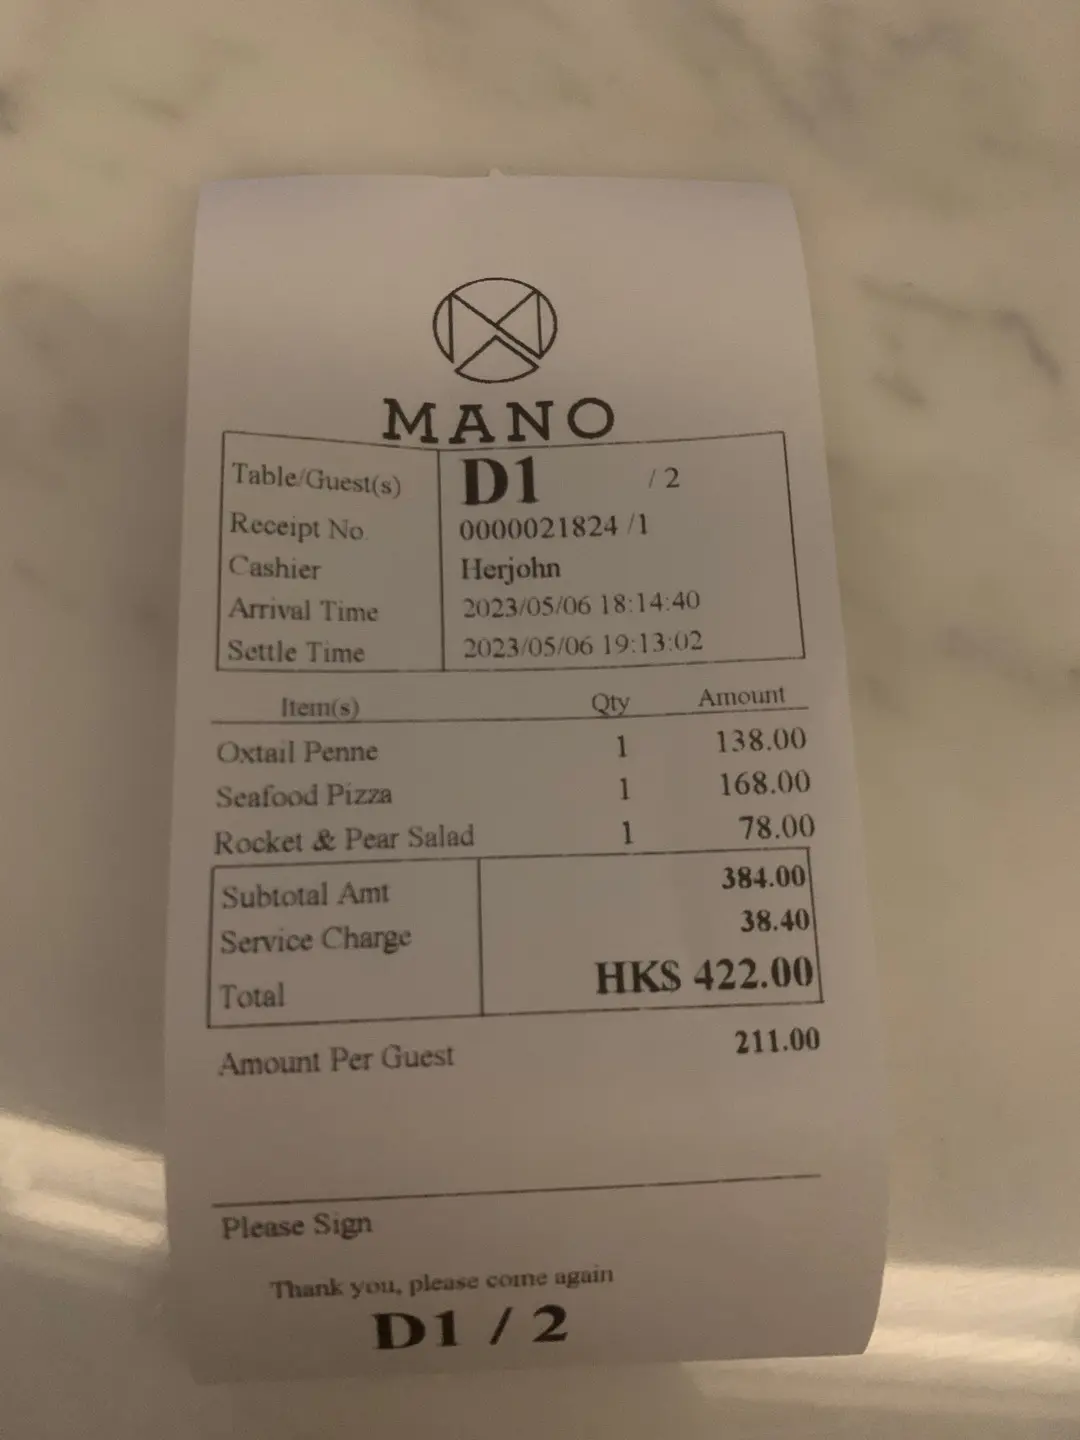 MANO
Table/Guest(s) D1 / 2
Receipt No. 0000021824 /1
Cashier Herjohn
Arrival Time 2023/05/06 18:14:40
Settle Time 2023/05/06 19:13:02
Item(s) Qty Amount
Oxtail Penne 1 138.00
Seafood Pizza 1 168.00
Rocket & Pear Salad 1 78.00
Subtotal Amt 384.00
Service Charge 38.40
Total HK$ 422.00
Amount Per Guest 211.00
Please Sign
Thank you, please come again
D1 / 2